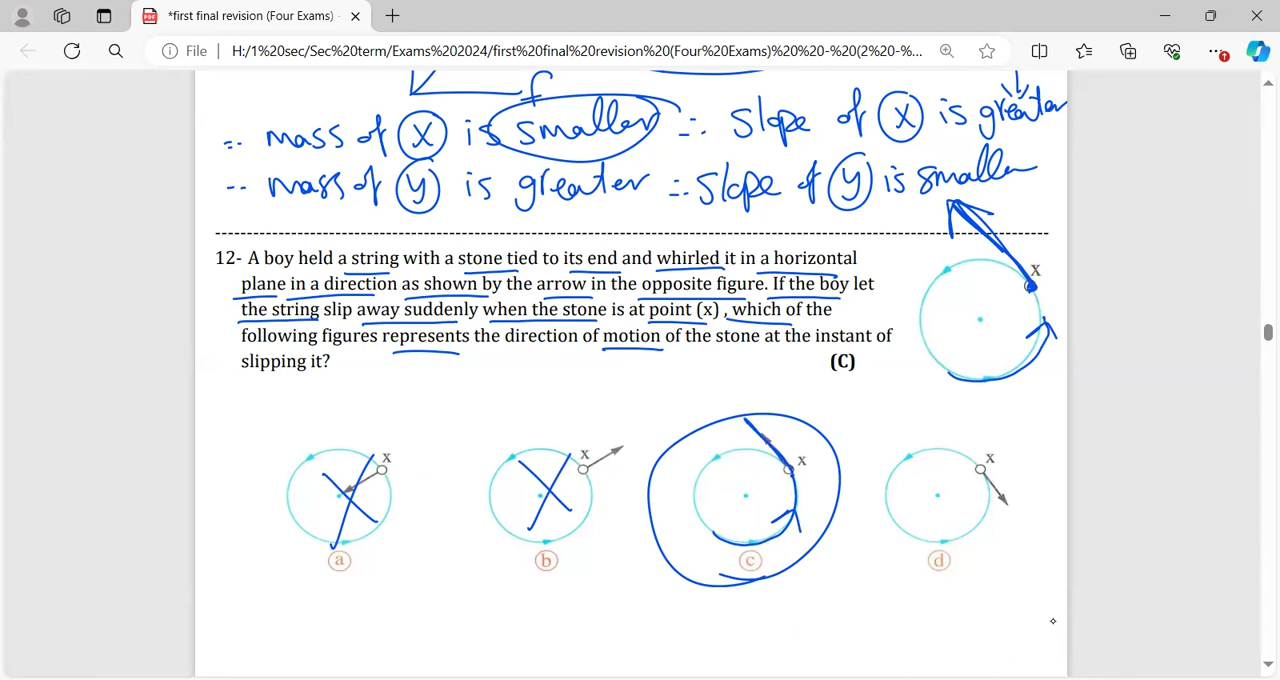 *first final revision (Four Exams) -
File
H:/1%20sec/Sec%20term/Exams%202024/first%20final%20revision%20(Four%20Exams)%20%20-%20(2%20-%...
PDF
f
∴ mass of X is smaller ∴ slope of X is greater
∴ mass of y is greater ∴ slope of y is smaller
12- A boy held a string with a stone tied to its end and whirled it in a horizontal
plane in a direction as shown by the arrow in the opposite figure. If the boy let
the string slip away suddenly when the stone is at point (x) , which of the
following figures represents the direction of motion of the stone at the instant of
slipping it?
(C)
X
X
X
X
X
a
b
c
d